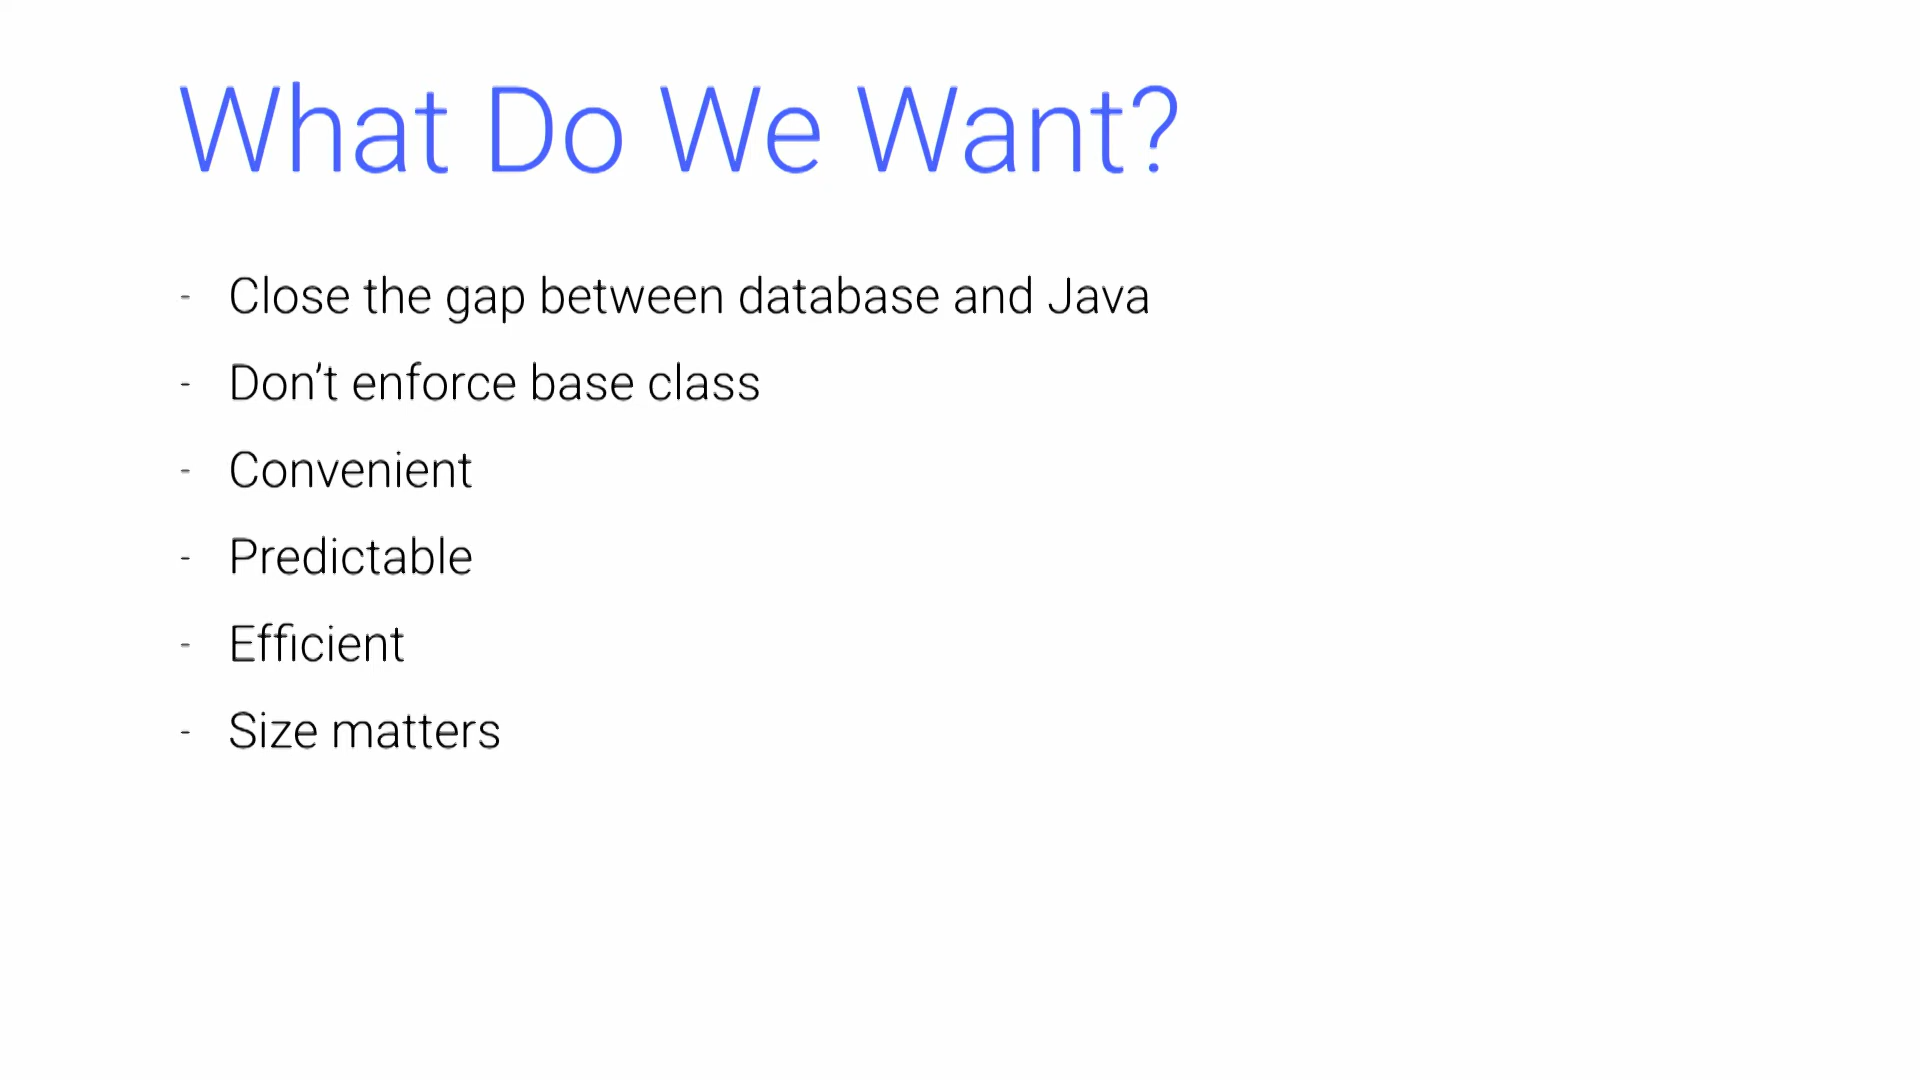 What Do We Want?
- Close the gap between database and Java
- Don’t enforce base class
- Convenient
- Predictable
- Efficient
- Size matters